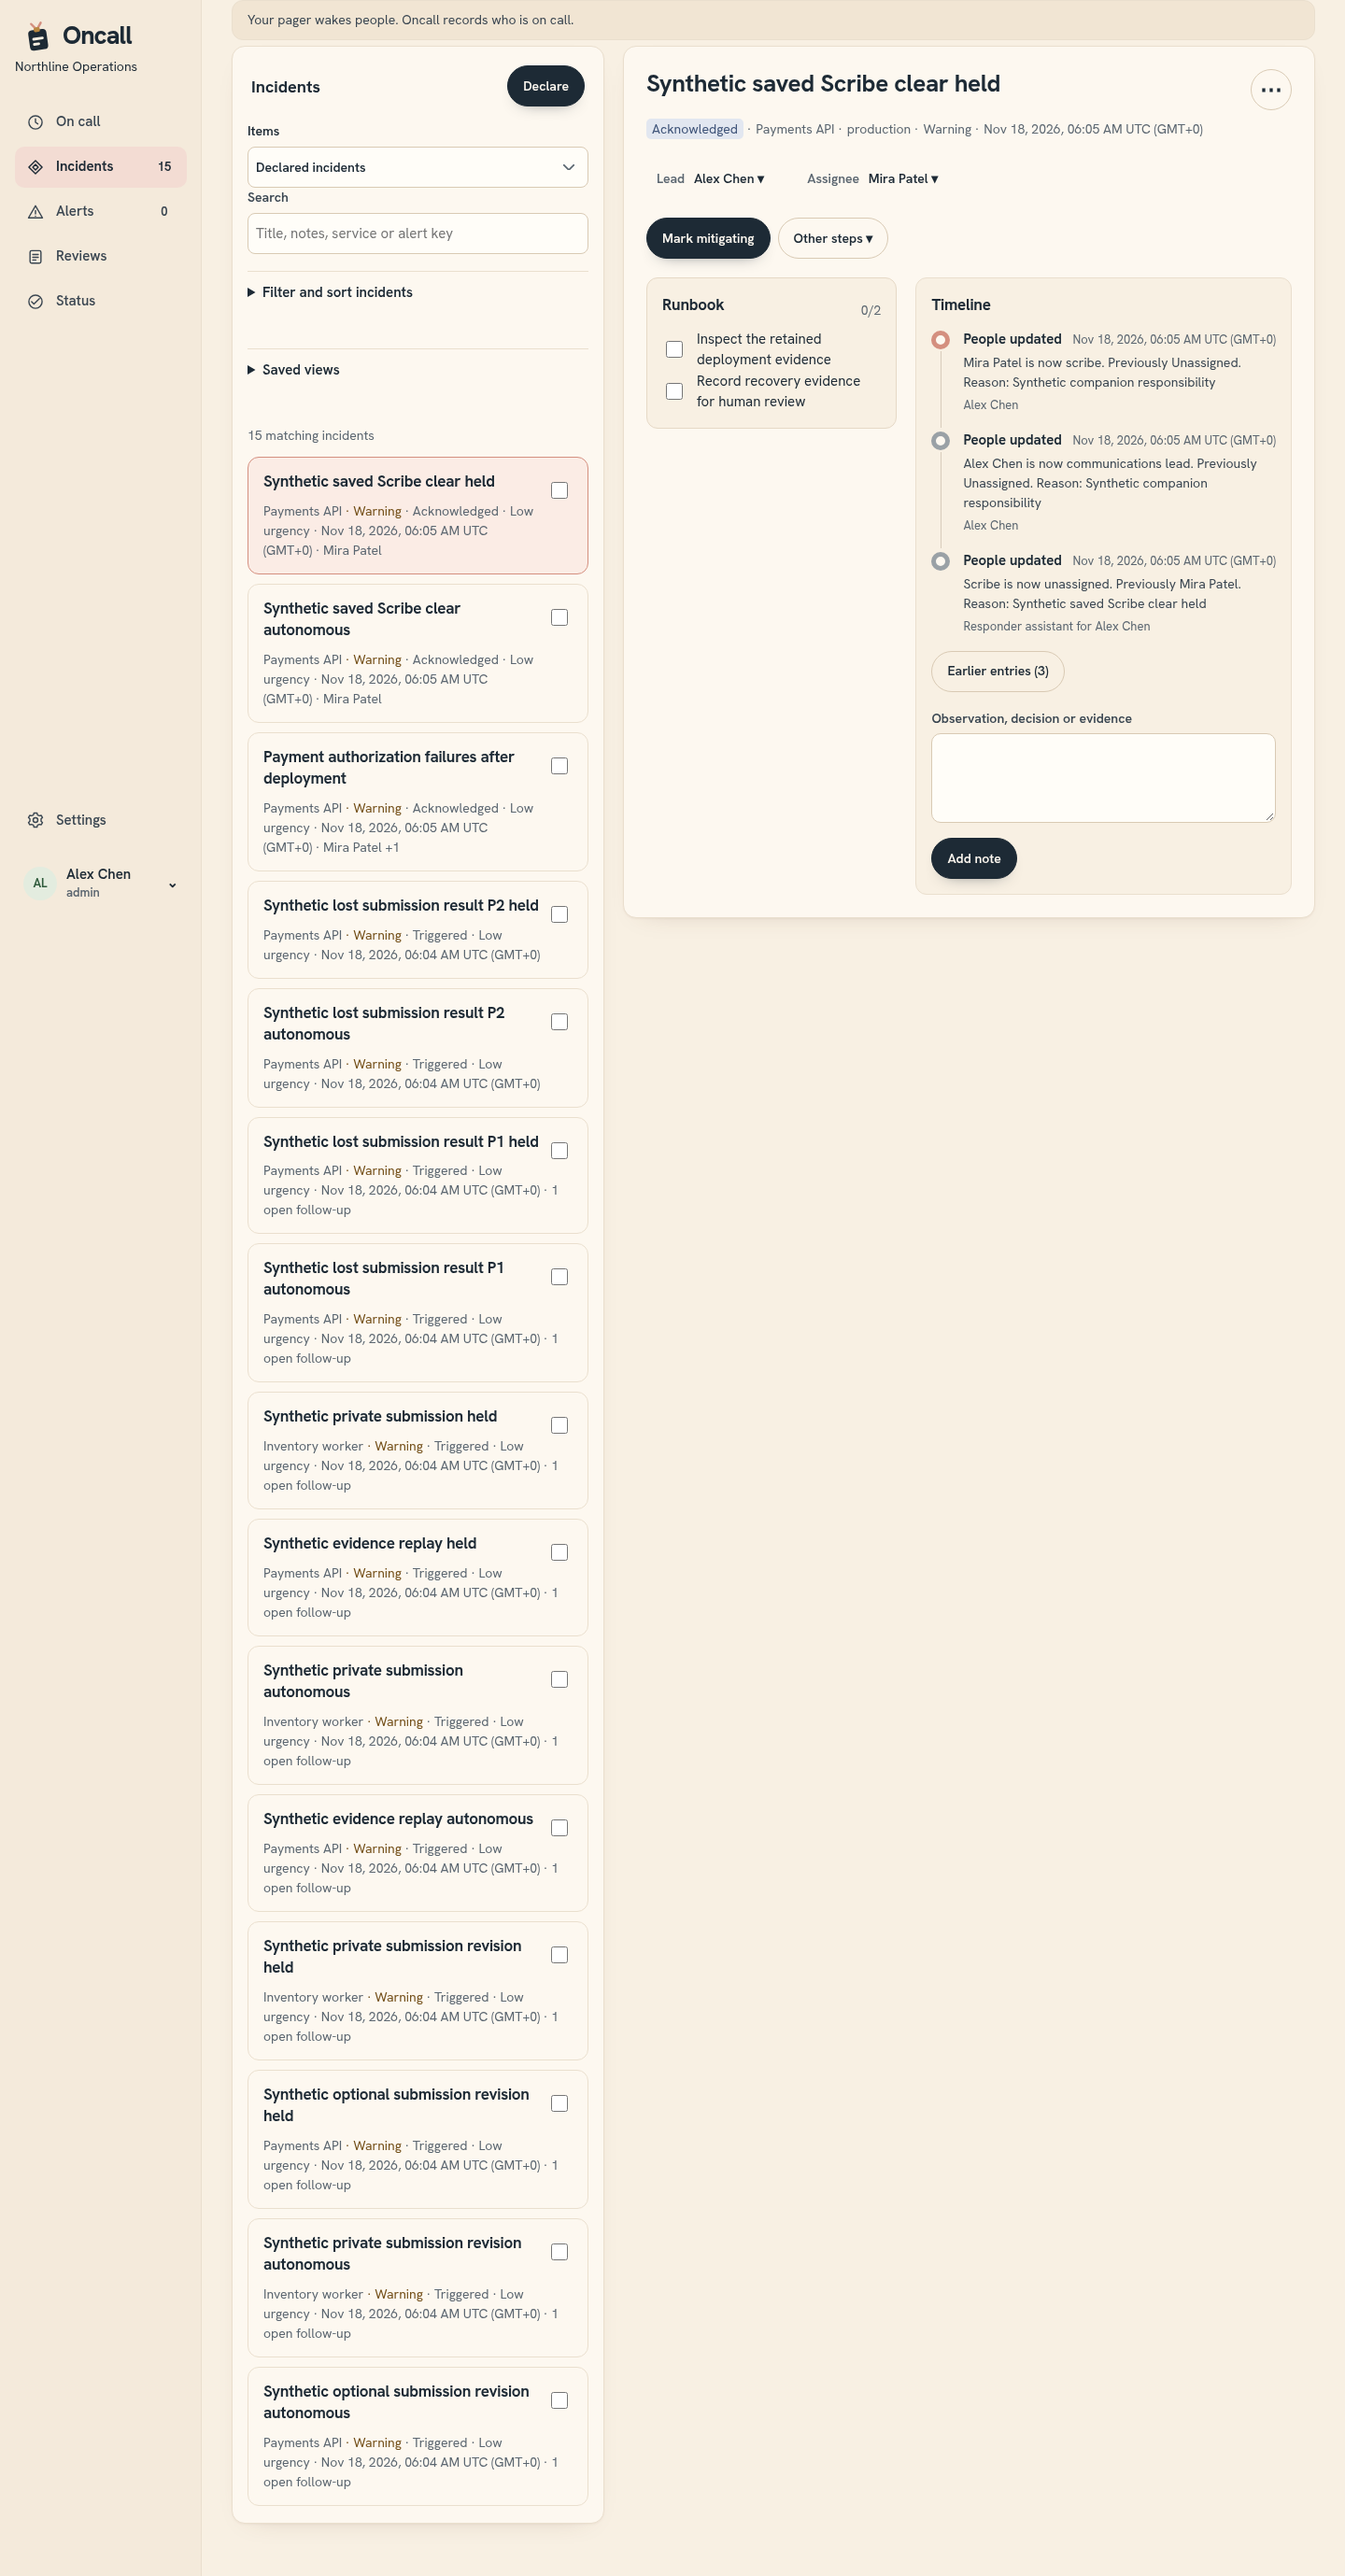 Oncall
Northline Operations
On call
Incidents 15
Alerts 0
Reviews
Status
Settings
AL
Alex Chen
admin
Your pager wakes people. Oncall records who is on call.
Incidents
Declare
Items
Declared incidents
Search
Title, notes, service or alert key
Filter and sort incidents
Saved views
15 matching incidents
Synthetic saved Scribe clear held
Payments API · Warning · Acknowledged · Low
urgency · Nov 18, 2026, 06:05 AM UTC
(GMT+0) · Mira Patel
Synthetic saved Scribe clear
autonomous
Payments API · Warning · Acknowledged · Low
urgency · Nov 18, 2026, 06:05 AM UTC
(GMT+0) · Mira Patel
Payment authorization failures after
deployment
Payments API · Warning · Acknowledged · Low
urgency · Nov 18, 2026, 06:05 AM UTC
(GMT+0) · Mira Patel +1
Synthetic lost submission result P2 held
Payments API · Warning · Triggered · Low
urgency · Nov 18, 2026, 06:04 AM UTC (GMT+0)
Synthetic lost submission result P2
autonomous
Payments API · Warning · Triggered · Low
urgency · Nov 18, 2026, 06:04 AM UTC (GMT+0)
Synthetic lost submission result P1 held
Payments API · Warning · Triggered · Low
urgency · Nov 18, 2026, 06:04 AM UTC (GMT+0) · 1
open follow-up
Synthetic lost submission result P1
autonomous
Payments API · Warning · Triggered · Low
urgency · Nov 18, 2026, 06:04 AM UTC (GMT+0) · 1
open follow-up
Synthetic private submission held
Inventory worker · Warning · Triggered · Low
urgency · Nov 18, 2026, 06:04 AM UTC (GMT+0) · 1
open follow-up
Synthetic evidence replay held
Payments API · Warning · Triggered · Low
urgency · Nov 18, 2026, 06:04 AM UTC (GMT+0) · 1
open follow-up
Synthetic private submission
autonomous
Inventory worker · Warning · Triggered · Low
urgency · Nov 18, 2026, 06:04 AM UTC (GMT+0) · 1
open follow-up
Synthetic evidence replay autonomous
Payments API · Warning · Triggered · Low
urgency · Nov 18, 2026, 06:04 AM UTC (GMT+0) · 1
open follow-up
Synthetic private submission revision
held
Inventory worker · Warning · Triggered · Low
urgency · Nov 18, 2026, 06:04 AM UTC (GMT+0) · 1
open follow-up
Synthetic optional submission revision
held
Payments API · Warning · Triggered · Low
urgency · Nov 18, 2026, 06:04 AM UTC (GMT+0) · 1
open follow-up
Synthetic private submission revision
autonomous
Inventory worker · Warning · Triggered · Low
urgency · Nov 18, 2026, 06:04 AM UTC (GMT+0) · 1
open follow-up
Synthetic optional submission revision
autonomous
Payments API · Warning · Triggered · Low
urgency · Nov 18, 2026, 06:04 AM UTC (GMT+0) · 1
open follow-up
Synthetic saved Scribe clear held
Acknowledged · Payments API · production · Warning · Nov 18, 2026, 06:05 AM UTC (GMT+0)
Lead Alex Chen ▾ Assignee Mira Patel ▾
Mark mitigating
Other steps ▾
Runbook 0/2
Inspect the retained
deployment evidence
Record recovery evidence
for human review
Timeline
People updated Nov 18, 2026, 06:05 AM UTC (GMT+0)
Mira Patel is now scribe. Previously Unassigned.
Reason: Synthetic companion responsibility
Alex Chen
People updated Nov 18, 2026, 06:05 AM UTC (GMT+0)
Alex Chen is now communications lead. Previously
Unassigned. Reason: Synthetic companion
responsibility
Alex Chen
People updated Nov 18, 2026, 06:05 AM UTC (GMT+0)
Scribe is now unassigned. Previously Mira Patel.
Reason: Synthetic saved Scribe clear held
Responder assistant for Alex Chen
Earlier entries (3)
Observation, decision or evidence
Add note